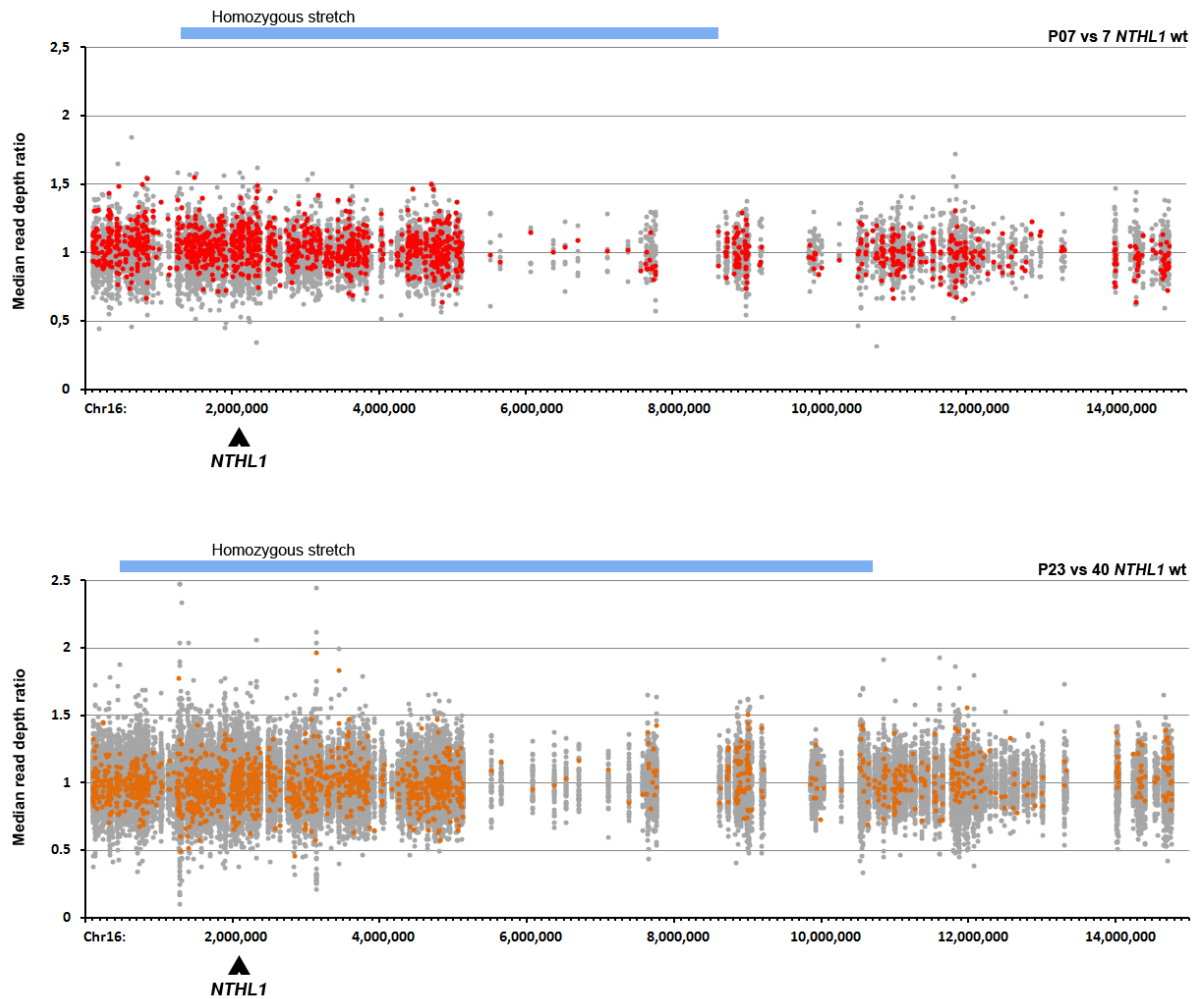 Homozygous stretch
P07 vs 7 NTHL1 wt
2,5
2
1,5
1
0,5
0
Median read depth ratio
Chr16: 2,000,000 4,000,000 6,000,000 8,000,000 10,000,000 12,000,000 14,000,000
NTHL1
Homozygous stretch
P23 vs 40 NTHL1 wt
2.5
2
1.5
1
0.5
0
Median read depth ratio
Chr16: 2,000,000 4,000,000 6,000,000 8,000,000 10,000,000 12,000,000 14,000,000
NTHL1